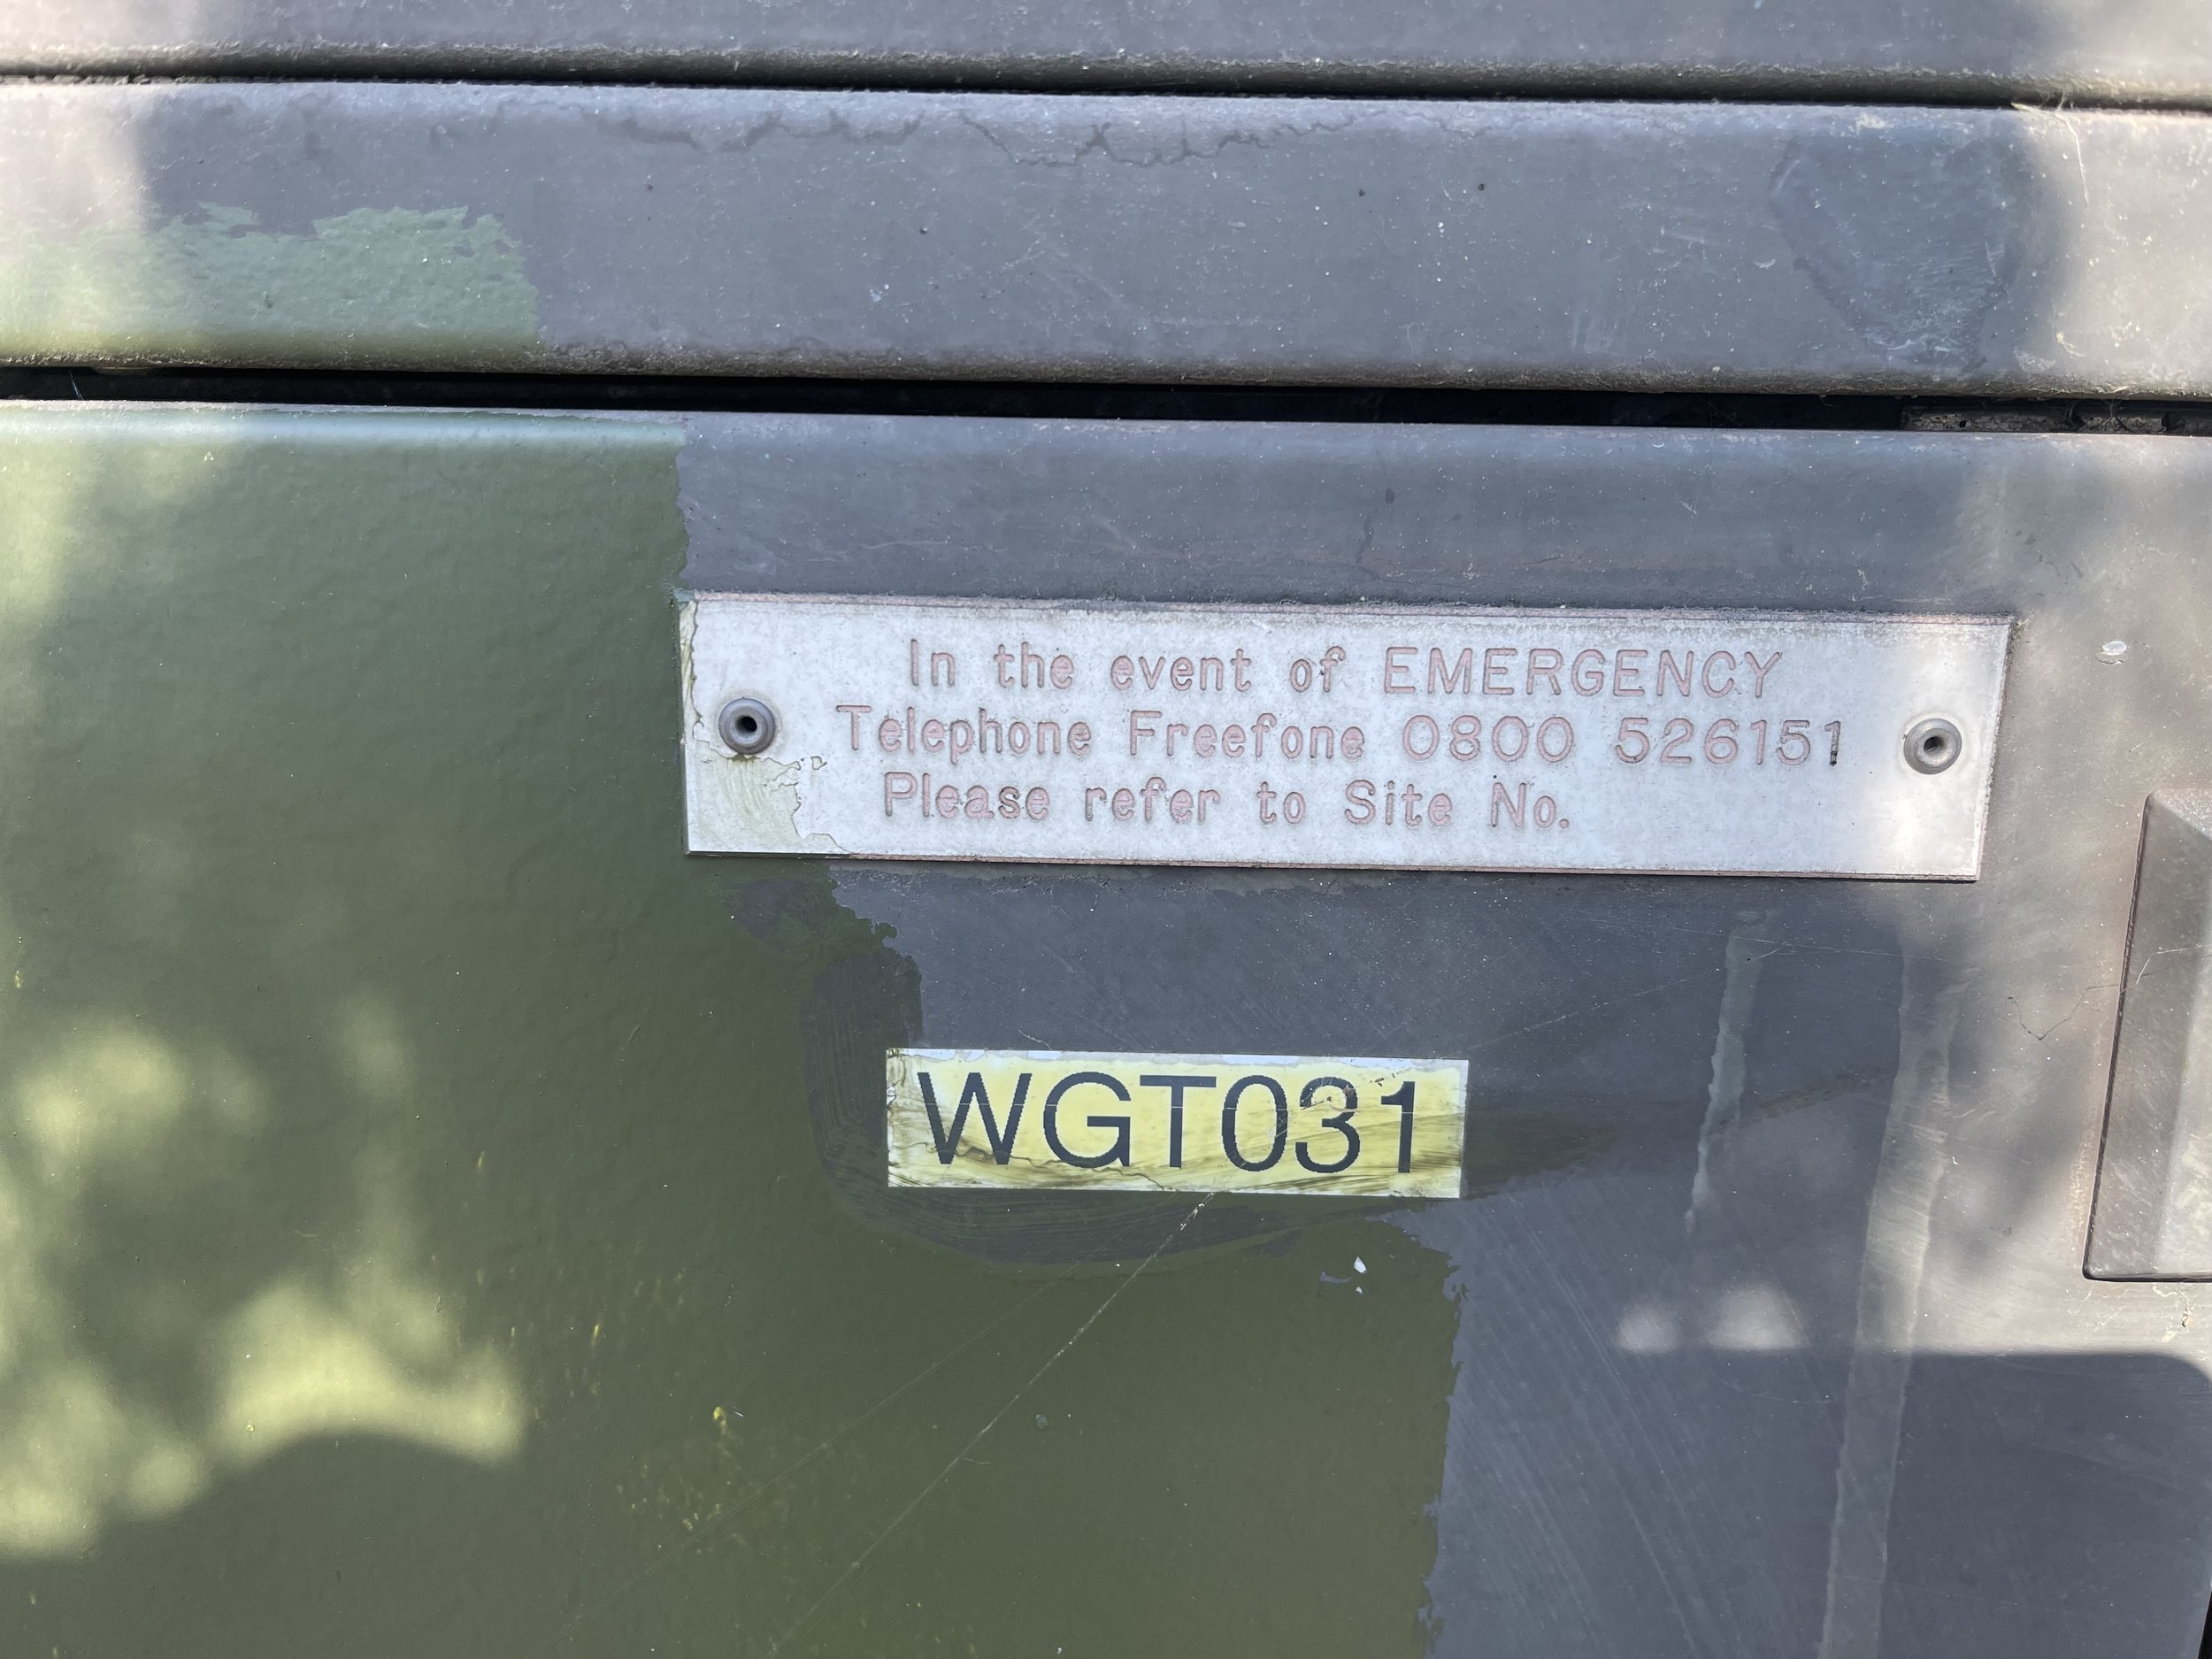 In the event of EMERGENCY
Telephone Freefone 0800 526151
Please refer to Site No.
WGT031